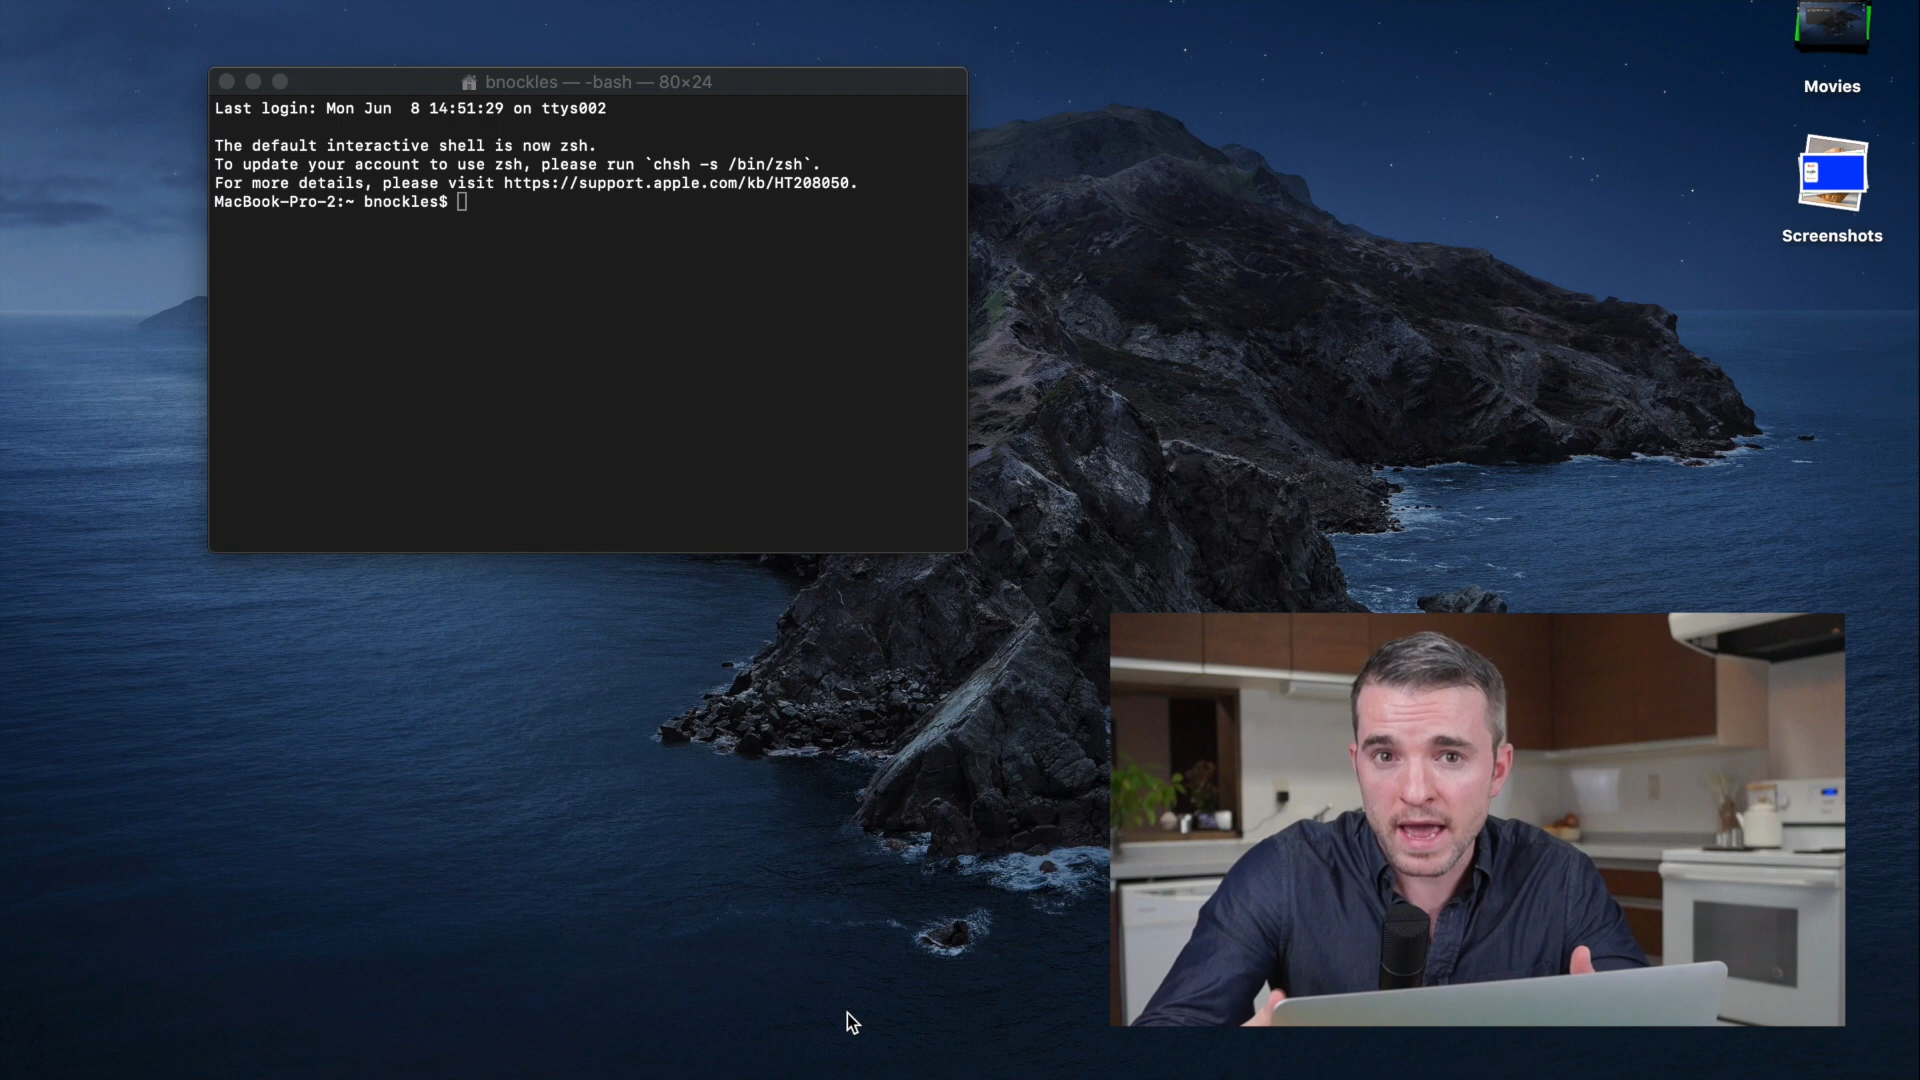 bnockles — -bash — 80×24
Last login: Mon Jun  8 14:51:29 on ttys002
The default interactive shell is now zsh.
To update your account to use zsh, please run `chsh -s /bin/zsh`.
For more details, please visit https://support.apple.com/kb/HT208050.
MacBook-Pro-2:~ bnockles$
Movies
Screenshots